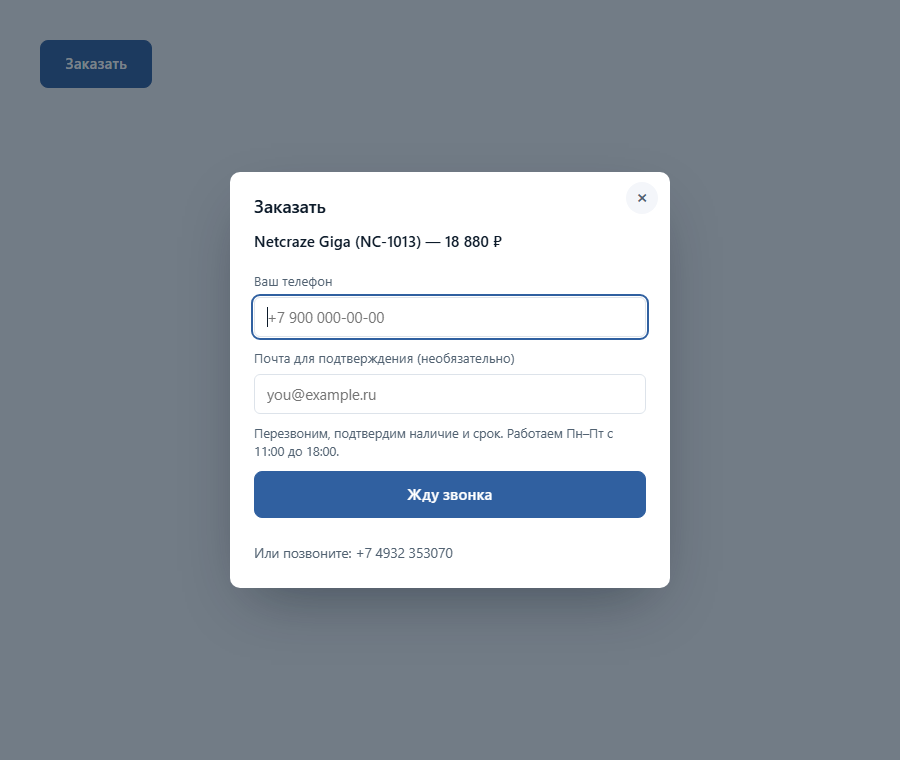 Заказать
Заказать
×
Netcraze Giga (NC-1013) — 18 880 ₽
Ваш телефон
+7 900 000-00-00
Почта для подтверждения (необязательно)
you@example.ru
Перезвоним, подтвердим наличие и срок. Работаем Пн–Пт с
11:00 до 18:00.
Жду звонка
Или позвоните: +7 4932 353070